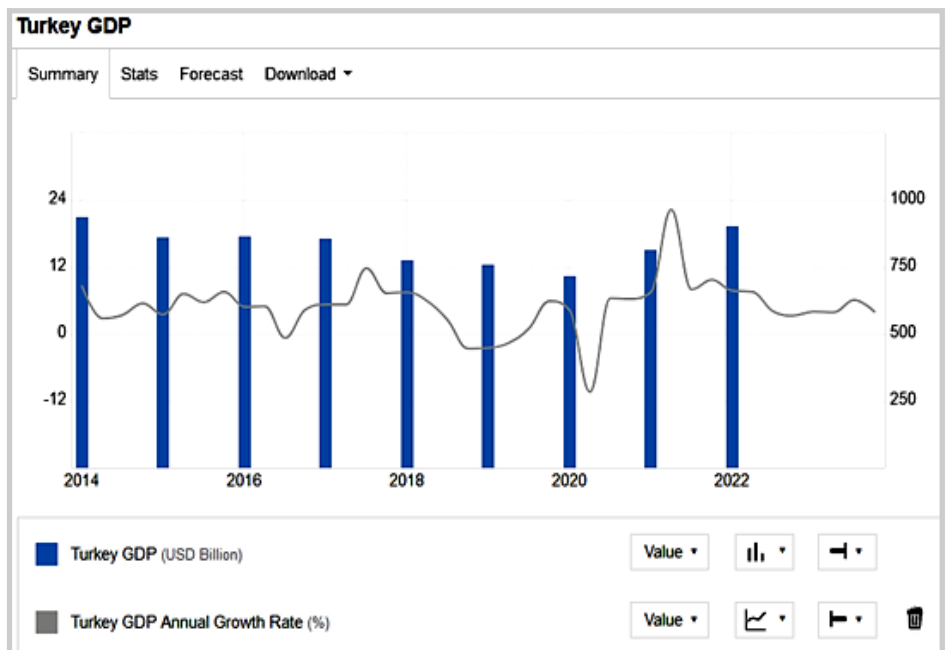 Turkey GDP
Summary Stats Forecast Download
24 1000
12 750
0 500
-12 250
2014 2016 2018 2020 2022
Turkey GDP (USD Billion) Value
Turkey GDP Annual Growth Rate (%) Value